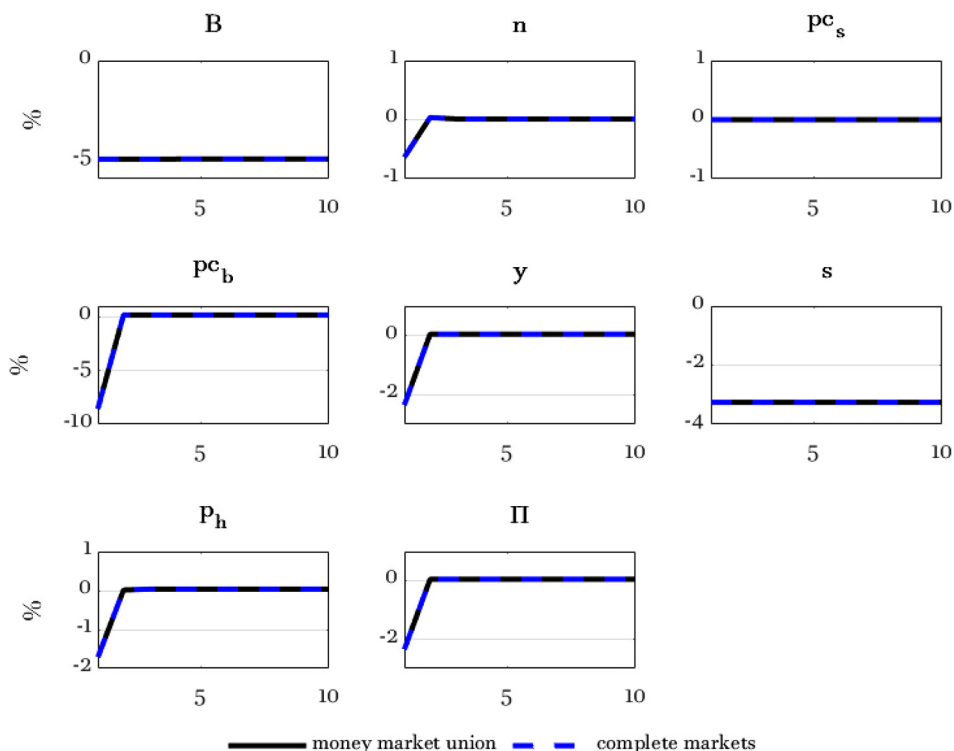 B n pc_s
0 1 1
% 0 0
-5
-1 -1
5 10 5 10 5 10
pc_b y s
0 0 0
% -5 -2
-10 -2 -4
5 10 5 10 5 10
p_h Π
1
% 0 0
-1
-2 -2
5 10 5 10
money market union complete markets